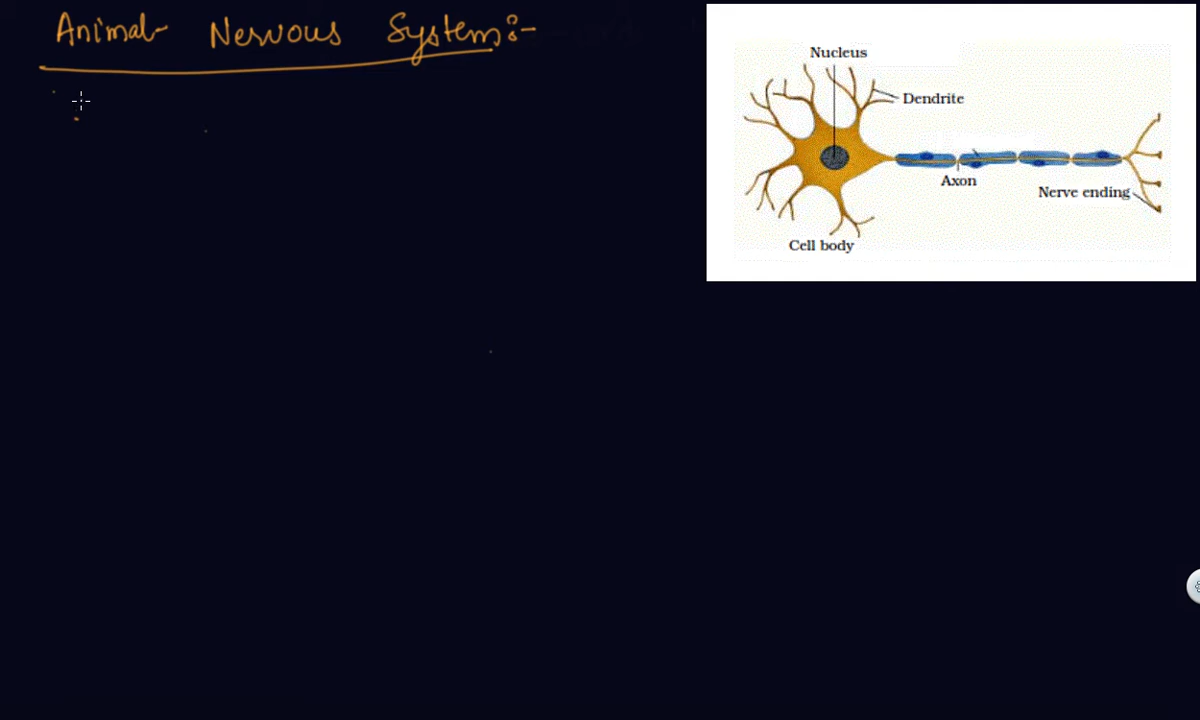 Animal Nervous System:-
Nucleus
Dendrite
Axon
Nerve ending
Cell body